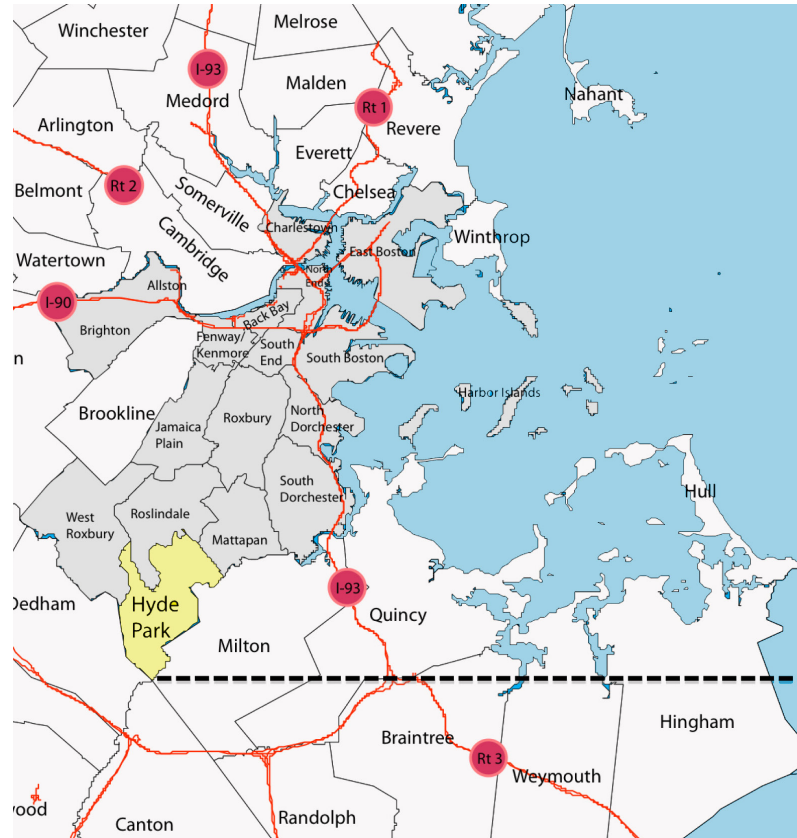 Winchester
Melrose
I-93
Malden
Nahant
Medord
Rt 1
Revere
Arlington
Everett
Rt 2
Chelsea
Belmont
Somerville
Charlestown
Winthrop
Cambridge
East Boston
Watertown
North
End
Allston
I-90
Back Bay
Brighton
Fenway/
Kenmore
South
End
South Boston
n
Harbor Islands
Brookline
Jamaica
Plain
Roxbury
North
Dorchester
South
Dorchester
Hull
West
Roxbury
Roslindale
Mattapan
Dedham
Hyde
Park
I-93
Quincy
Milton
Hingham
Braintree
Rt 3
Weymouth
wood
Canton
Randolph